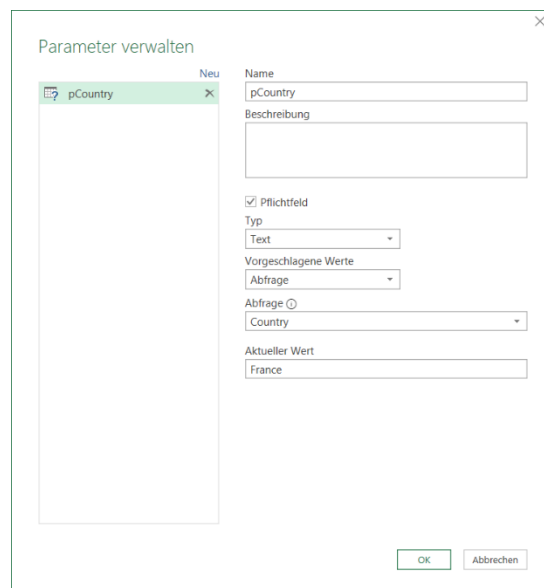 Parameter verwalten
Neu
pCountry
Name
pCountry
Beschreibung
Pflichtfeld
Typ
Text
Vorgeschlagene Werte
Abfrage
Abfrage
Country
Aktueller Wert
France
OK
Abbrechen